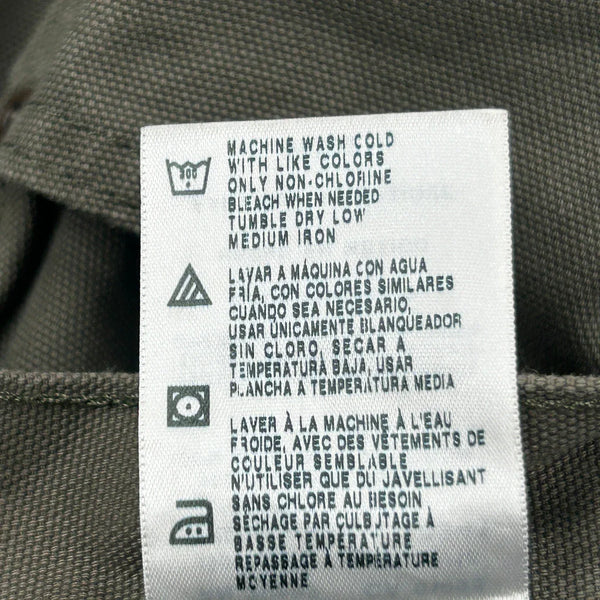 MACHINE WASH COLD
WITH LIKE COLORS
ONLY NON-CHLORINE
BLEACH WHEN NEEDED
TUMBLE DRY LOW
MEDIUM IRON
LAVAR A MÁQUINA CON AGUA
FRÍA, CON COLORES SIMILARES
CUANDO SEA NECESARIO,
USAR ÚNICAMENTE BLANQUEADOR
SIN CLORO, SECAR A
TEMPERATURA BAJA, USAR
PLANCHA A TEMPERATURA MEDIA
LAVER À LA MACHINE À L'EAU
FROIDE, AVEC DES VÊTEMENTS DE
COULEUR SEMBLABLE
N'UTILISER QUE DU JAVELLISANT
SANS CHLORE AU BESOIN
SÉCHAGE PAR CULBUTAGE À
BASSE TEMPÉRATURE
REPASSAGE À TEMPÉRATURE
MOYENNE